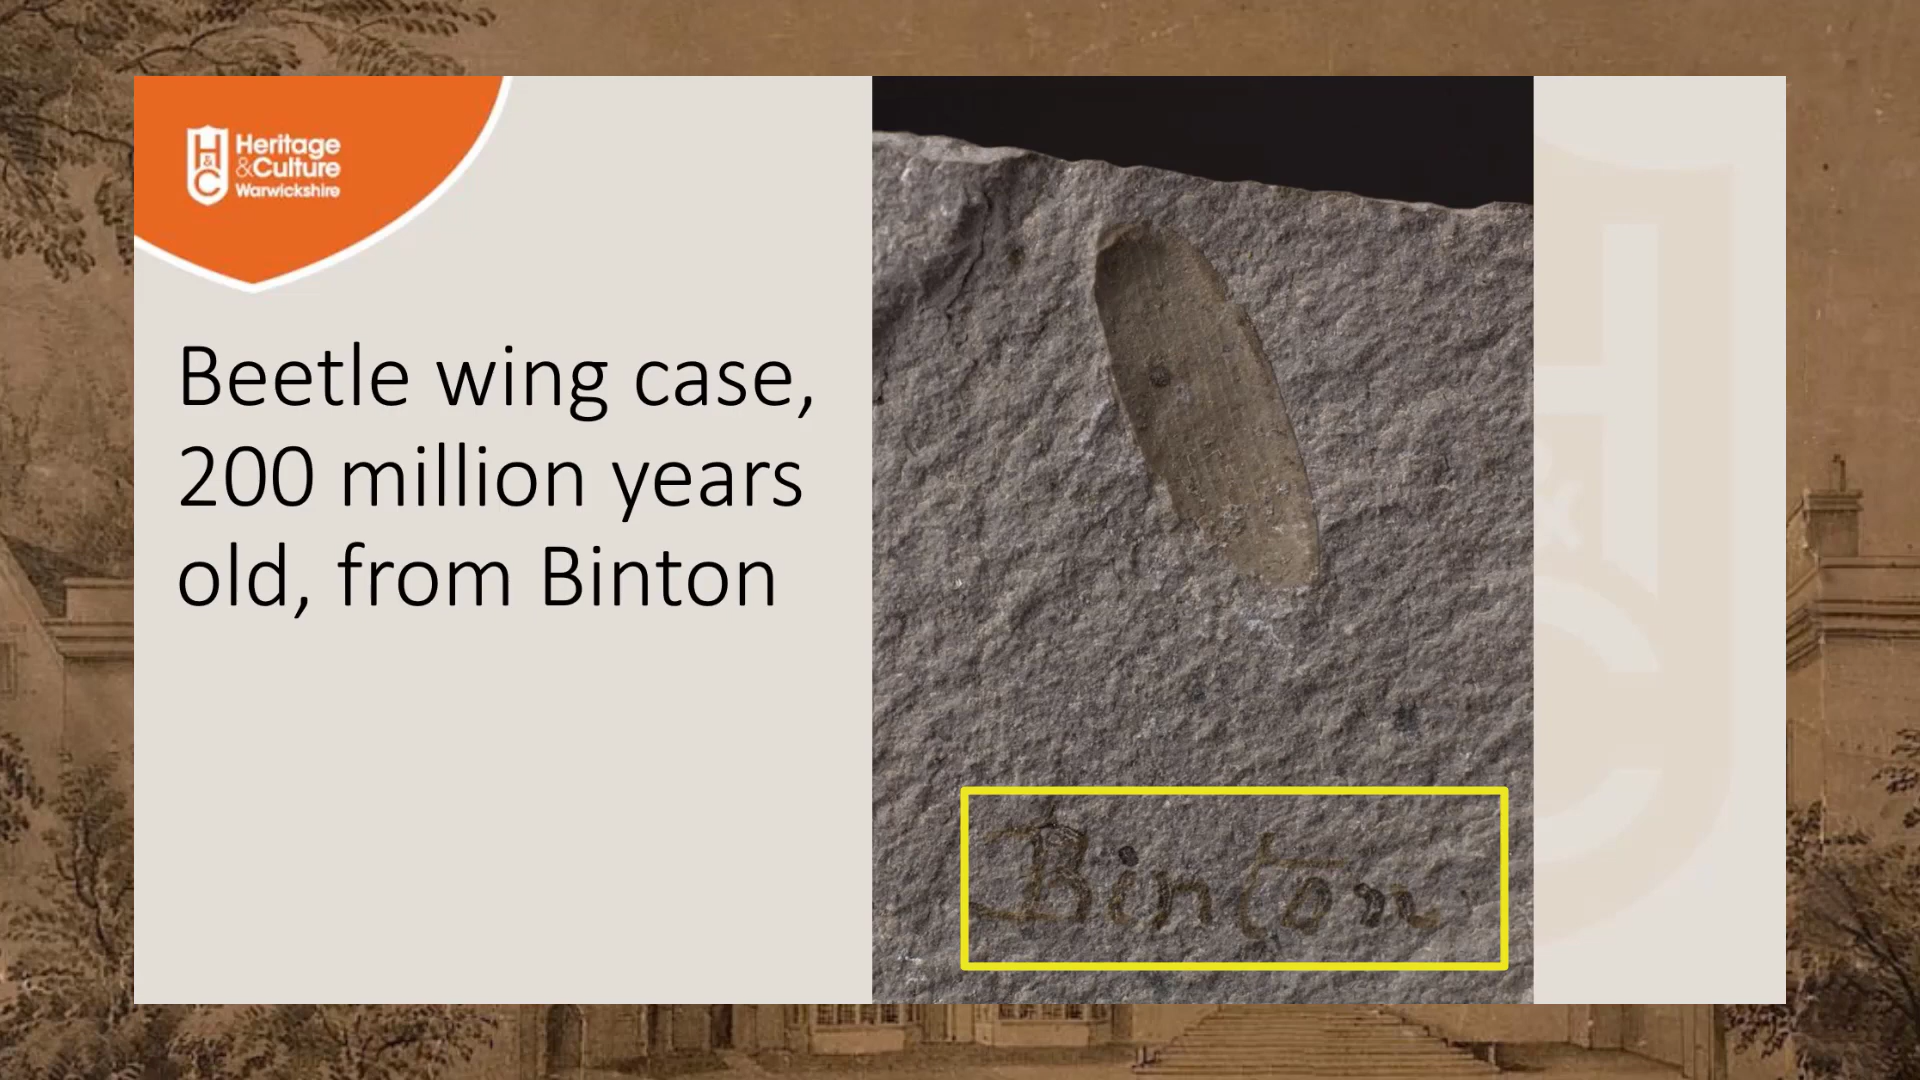 H&C
Heritage
&Culture
Warwickshire
Beetle wing case,
200 million years
old, from Binton
Binton